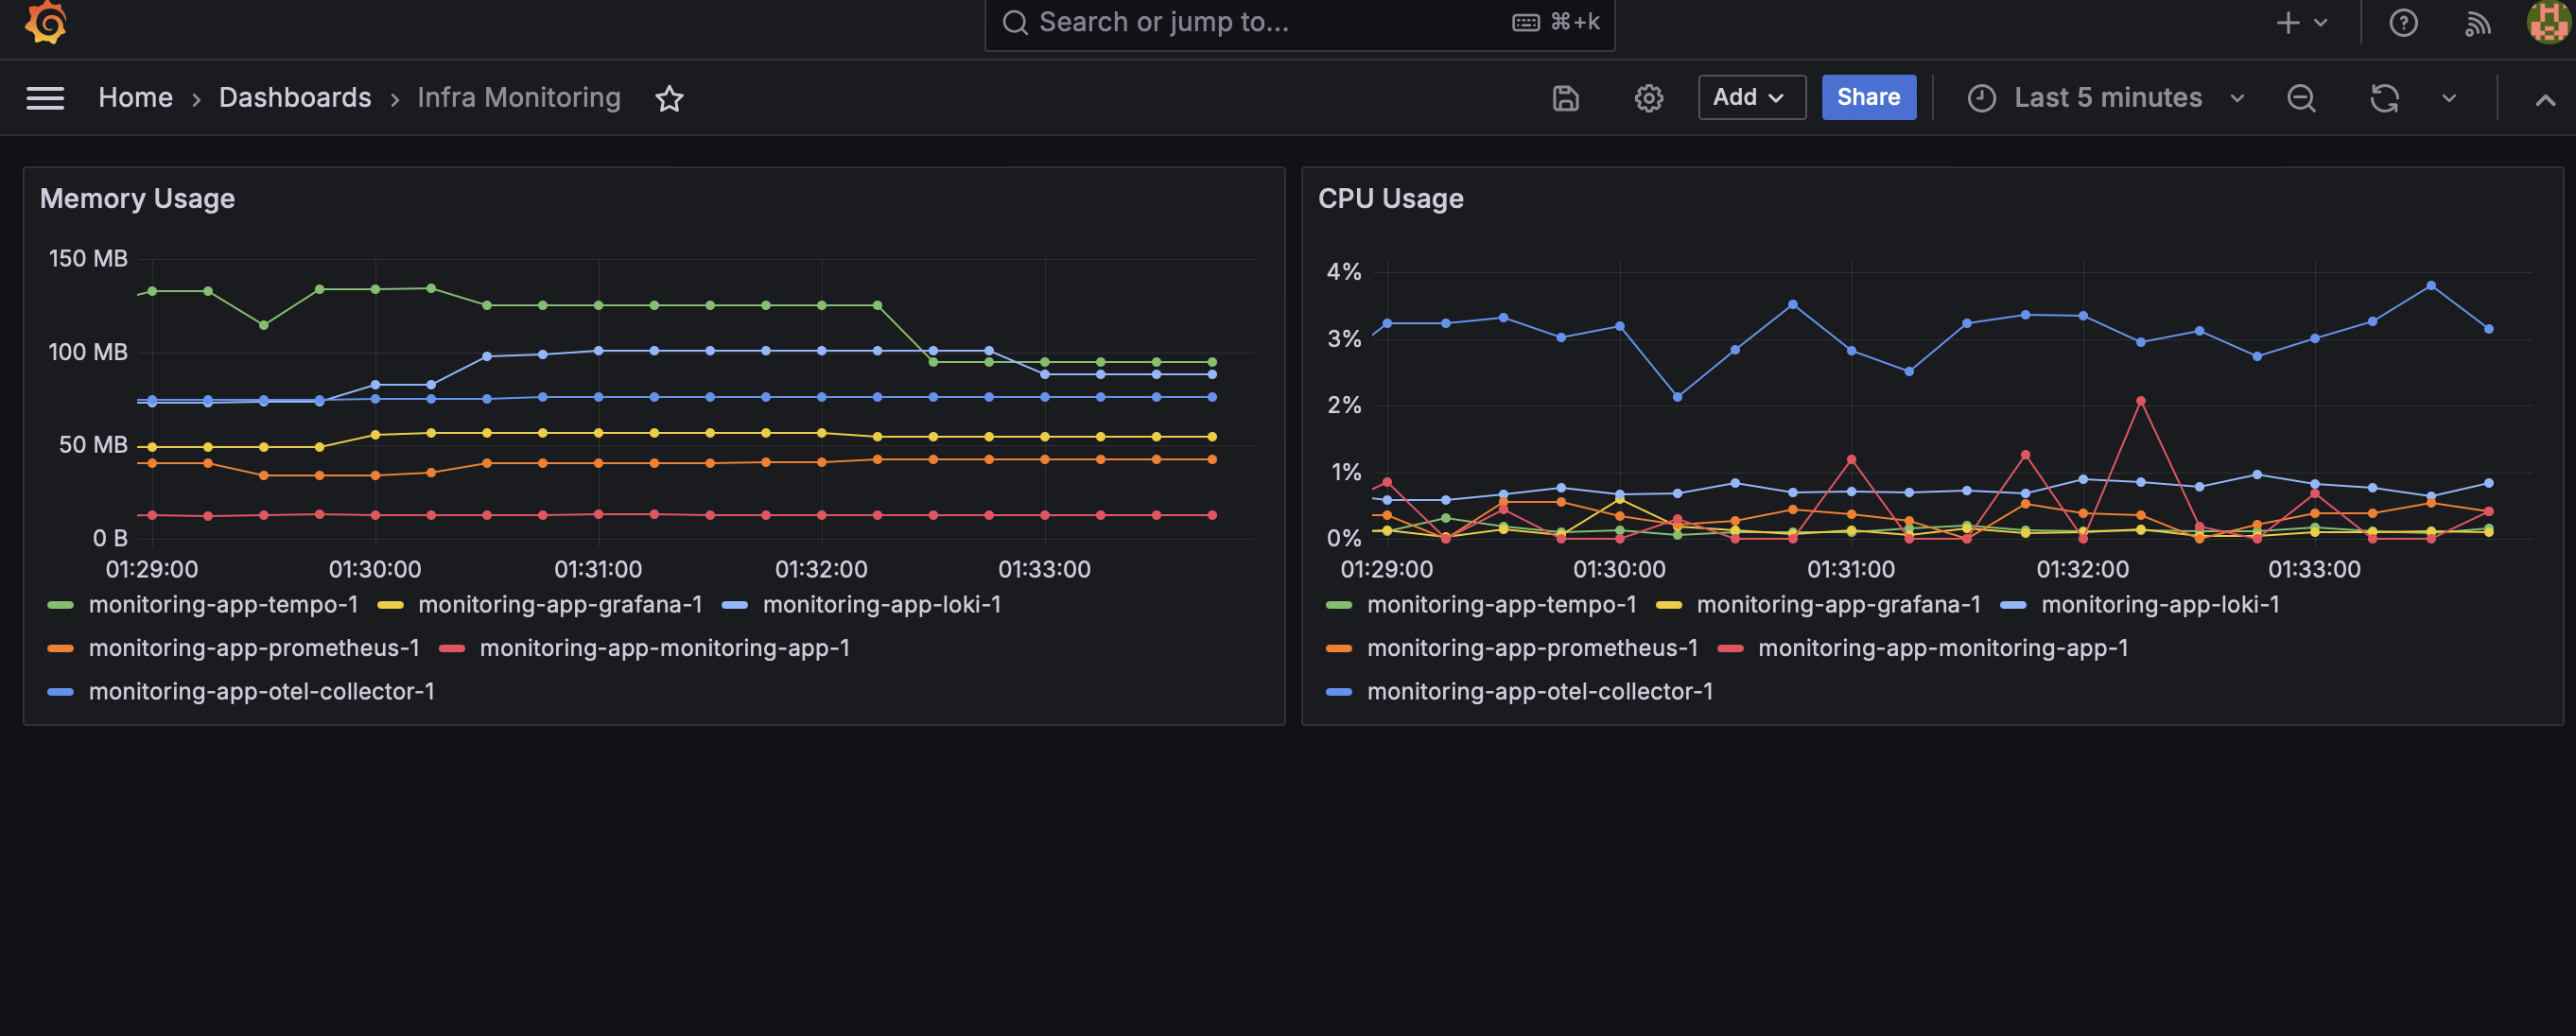 Search or jump to... ⌘+k
Home › Dashboards › Infra Monitoring Add Share Last 5 minutes
Memory Usage
150 MB
100 MB
50 MB
0 B
01:29:00 01:30:00 01:31:00 01:32:00 01:33:00
monitoring-app-tempo-1 monitoring-app-grafana-1 monitoring-app-loki-1
monitoring-app-prometheus-1 monitoring-app-monitoring-app-1
monitoring-app-otel-collector-1
CPU Usage
4%
3%
2%
1%
0%
01:29:00 01:30:00 01:31:00 01:32:00 01:33:00
monitoring-app-tempo-1 monitoring-app-grafana-1 monitoring-app-loki-1
monitoring-app-prometheus-1 monitoring-app-monitoring-app-1
monitoring-app-otel-collector-1